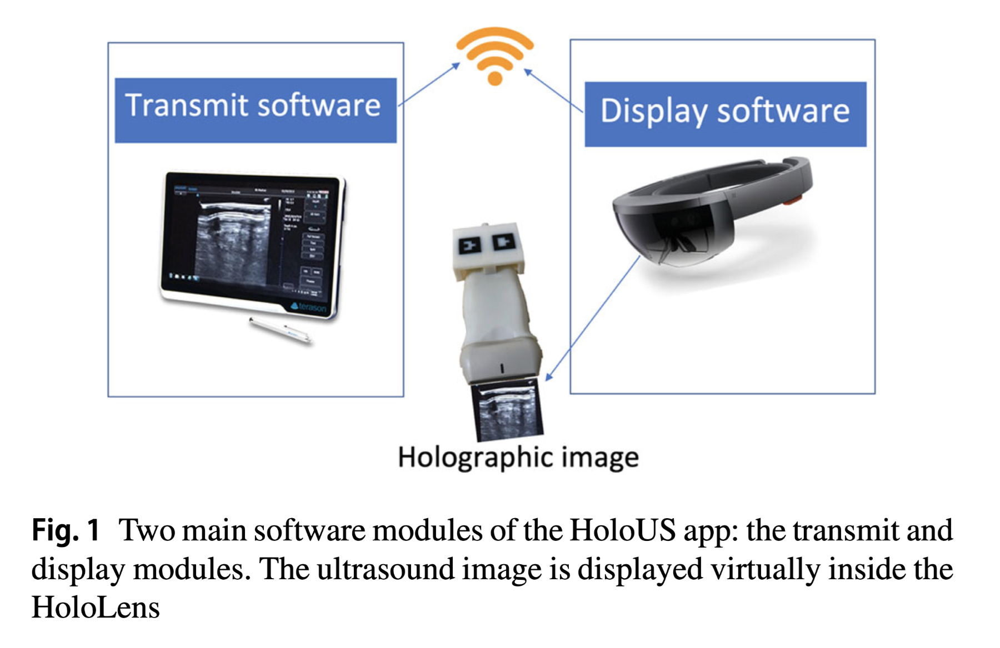 Transmit software
Display software
terason
Holographic image
Fig. 1 Two main software modules of the HoloUS app: the transmit and
display modules. The ultrasound image is displayed virtually inside the
HoloLens